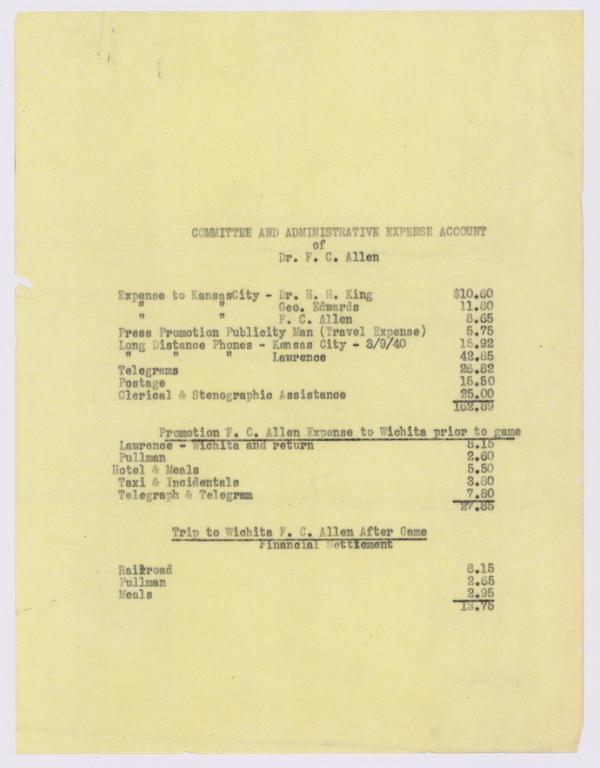 COMMITTEE AND ADMINISTRATIVE EXPENSE ACCOUNT
of
Dr. F. C. Allen
Expense to KansasCity - Dr. H. H. King $10.60
" " Geo. Edwards 11.80
" " F. C. Allen 8.65
Press Promotion Publicity Man (Travel Expense) 5.75
Long Distance Phones - Kansas City - 3/9/40 15.92
" " " Lawrence 42.85
Telegrams 26.82
Postage 15.50
Clerical & Stenographic Assistance 25.00
162.89
Promotion F. C. Allen Expense to Wichita prior to game
Lawrence - Wichita and return 8.15
Pullman 2.60
Hotel & Meals 5.50
Taxi & Incidentals 3.80
Telegraph & Telegram 7.80
27.85
Trip to Wichita F. C. Allen After Game
Financial Settlement
Railroad 8.15
Pullman 2.65
Meals 2.95
13.75